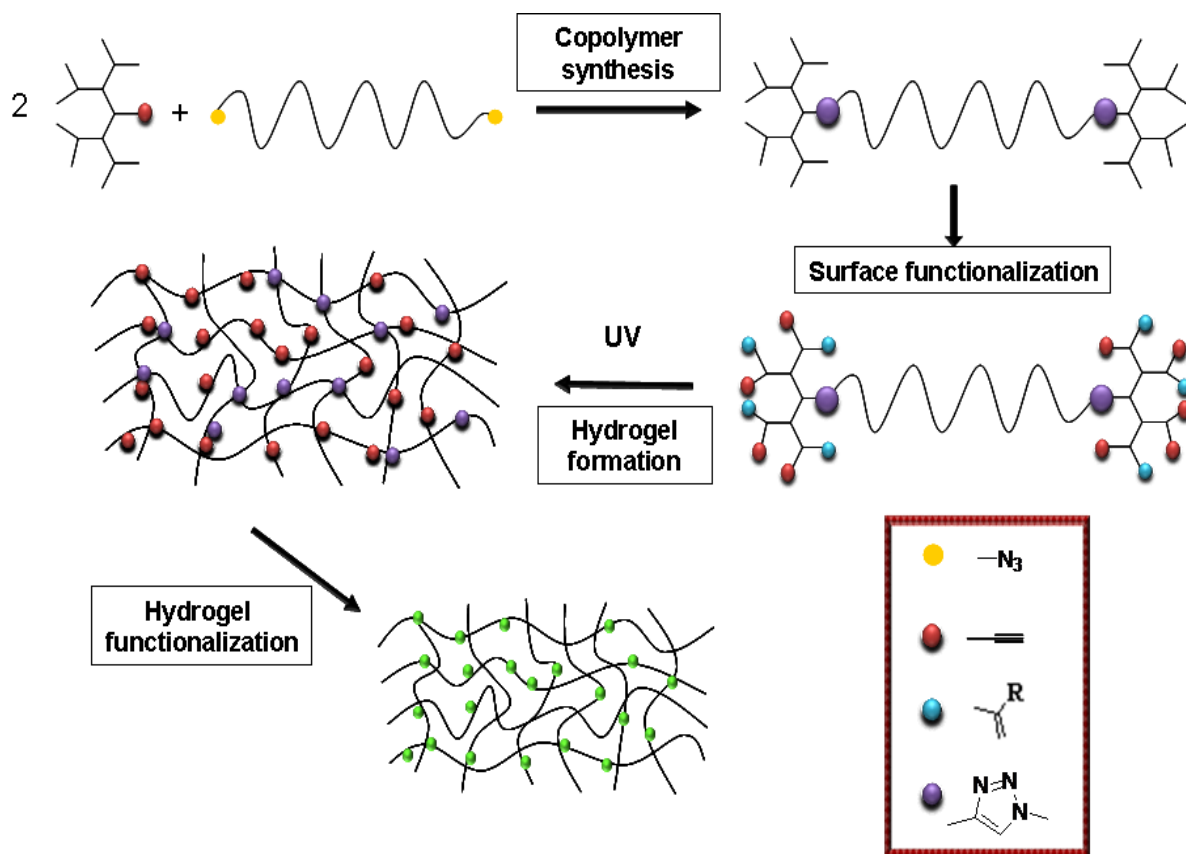 2
+
Copolymer
synthesis
Surface functionalization
UV
Hydrogel
formation
Hydrogel
functionalization
–N₃
R
N=N
N